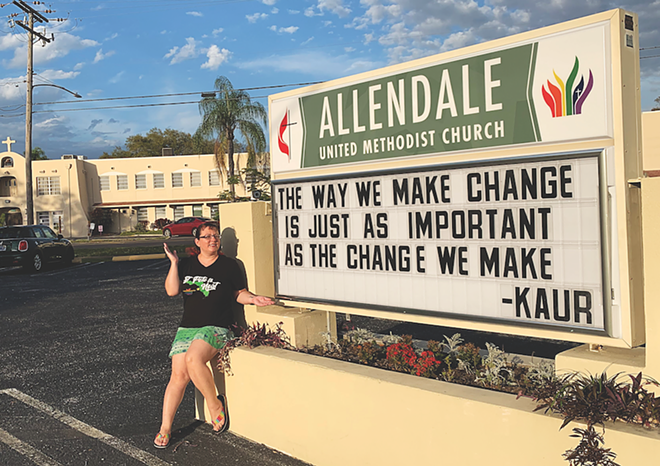 ALLENDALE
UNITED METHODIST CHURCH
THE WAY WE MAKE CHANGE
IS JUST AS IMPORTANT
AS THE CHANGE WE MAKE
-KAUR